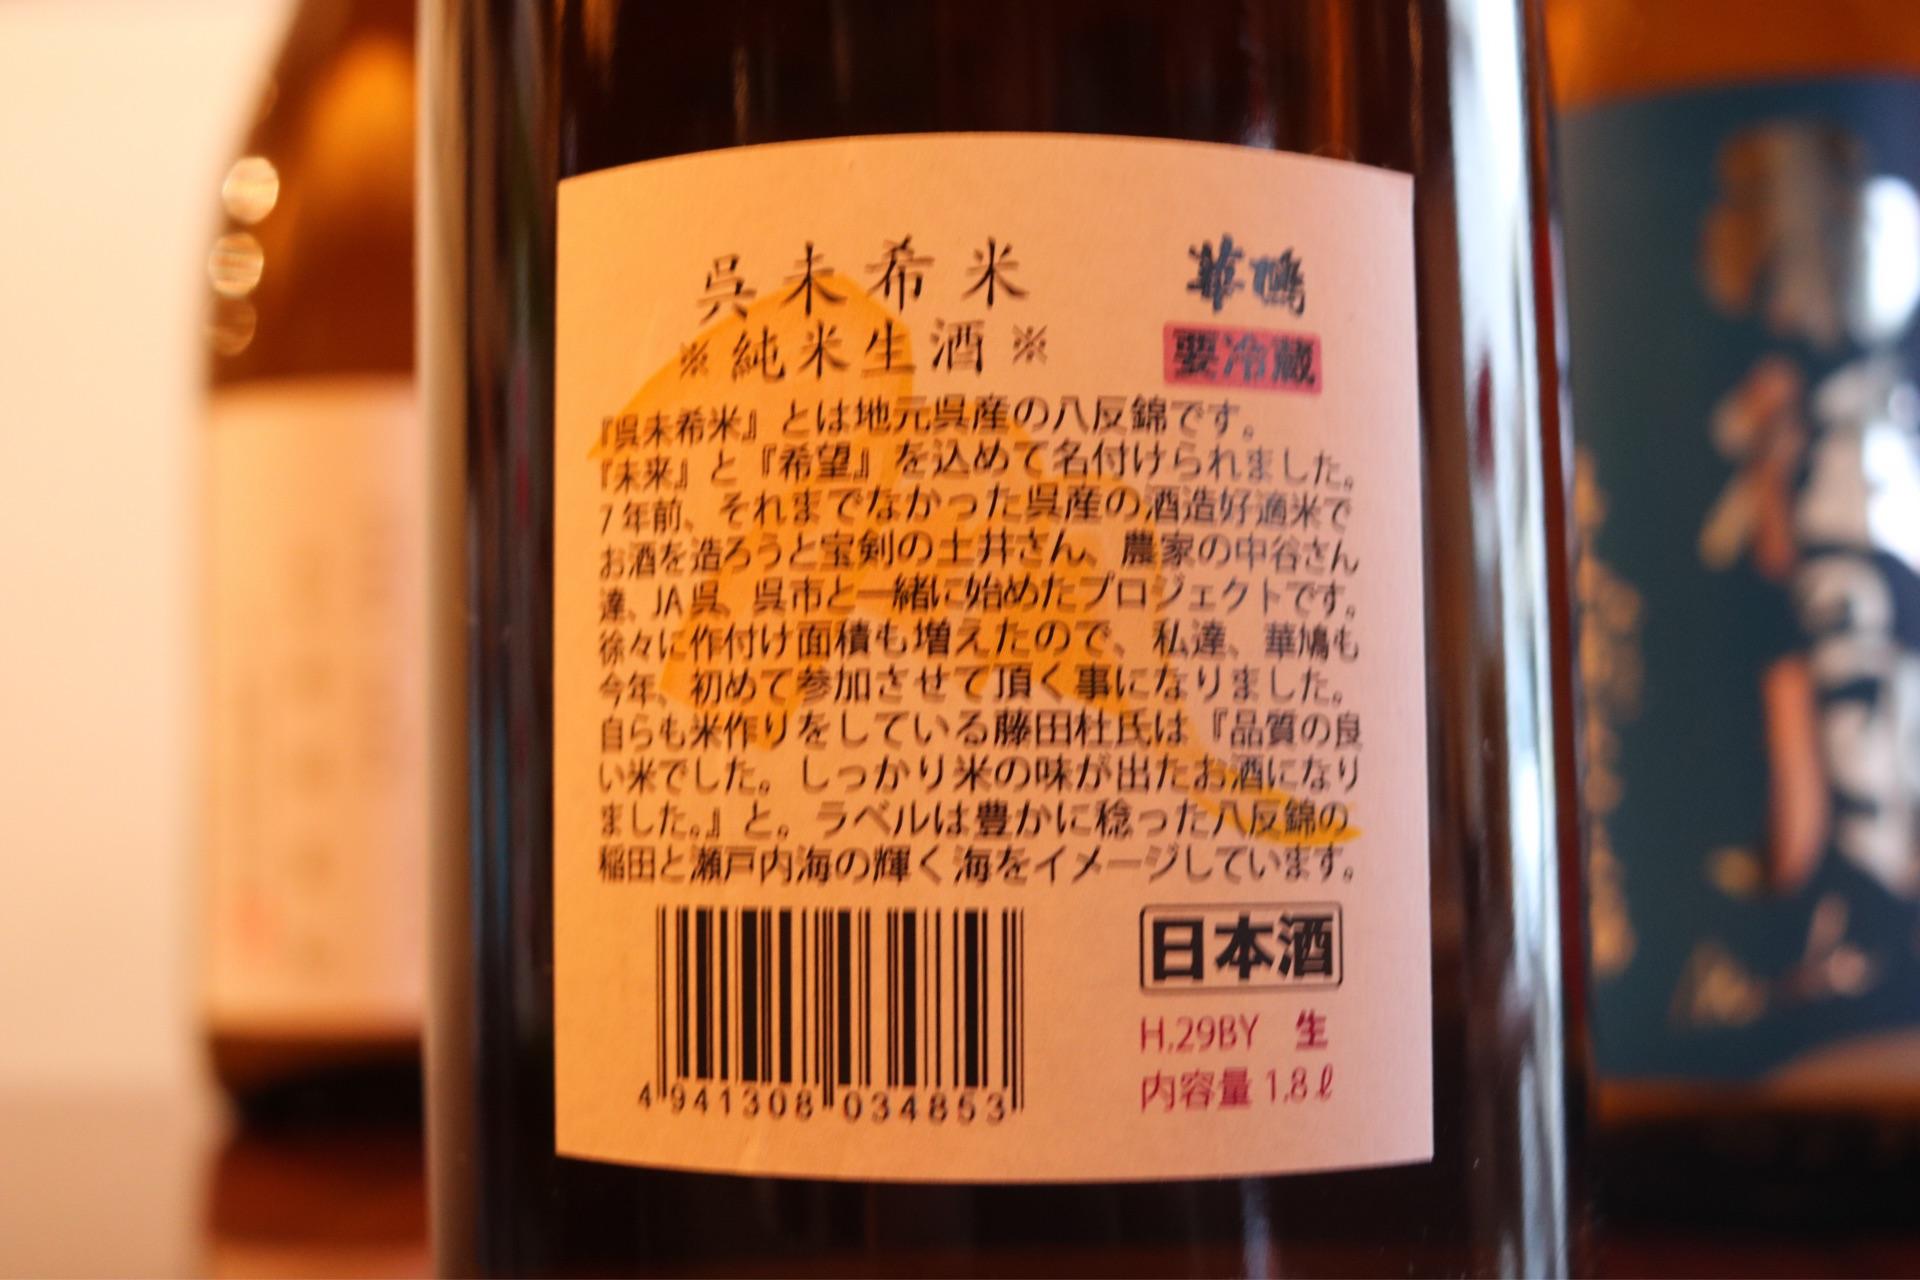 呉未希米 華鳩
※純米生酒※ 要冷蔵
『呉未希米』とは地元呉産の八反錦です。
『未来』と『希望』を込めて名付けられました。
7年前、それまでなかった呉産の酒造好適米で
お酒を造ろうと宝剣の土井さん、農家の中谷さん
達、JA呉、呉市と一緒に始めたプロジェクトです。
徐々に作付け面積も増えたので、私達、華鳩も
今年、初めて参加させて頂く事になりました。
自らも米作りをしている藤田杜氏は『品質の良
い米でした。しっかり米の味が出たお酒になり
ました。』と。ラベルは豊かに稔った八反錦の
稲田と瀬戸内海の輝く海をイメージしています。
日本酒
H.29BY 生
内容量 1.8ℓ
4941308034853